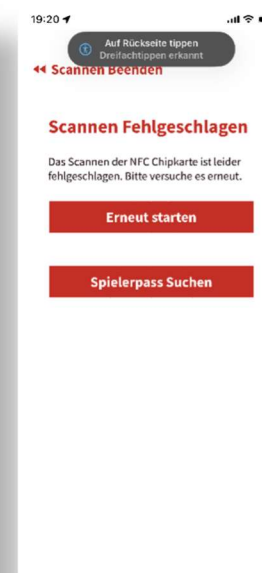 19:20
Auf Rückseite tippen
Dreifachtippen erkannt
Scannen Beenden
Scannen Fehlgeschlagen
Das Scannen der NFC Chipkarte ist leider
fehlgeschlagen. Bitte versuche es erneut.
Erneut starten
Spielerpass Suchen